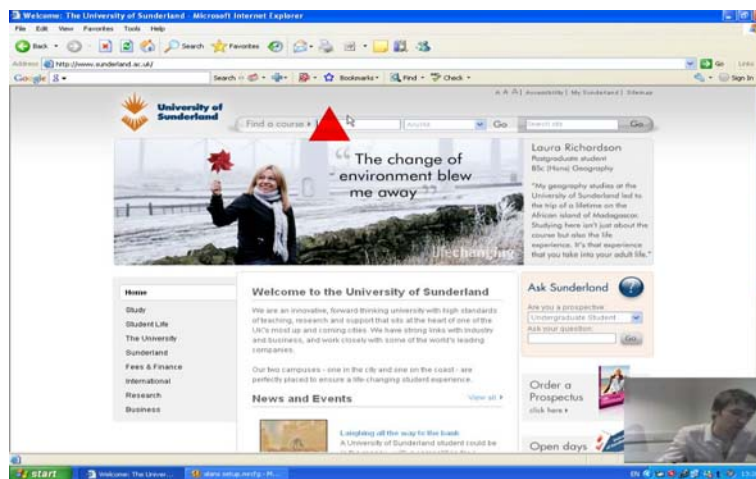 Welcome: The University of Sunderland - Microsoft Internet Explorer
File Edit View Favorites Tools Help
Back Search Favorites
Address http://www.sunderland.ac.uk/ Go Links
Google Search Bookmarks Find Check Sign In
A A A | Accessibility | My Sunderland | Sitemap
University of
Sunderland
Find a course Go Search site Go
“ The change of
environment blew
me away ”
lifechanging
Laura Richardson
Postgraduate student
BSc (Hons) Geography
"My geography studies at the
University of Sunderland led to
the trip of a lifetime on the
African island of Madagascar.
Studying here isn't just about the
course but also the life
experience. It's that experience
that you take into your adult life."
Home
Study
Student Life
The University
Sunderland
Fees & Finance
International
Research
Business
Welcome to the University of Sunderland
We are an innovative, forward thinking university with high standards
of teaching, research and support that sits at the heart of one of the
UK's most up and coming cities. We have strong links with industry
and business, and work closely with some of the world's leading
companies.
Our two campuses - one in the city and one on the coast - are
perfectly placed to ensure a life-changing student experience.
News and Events View all
Laughing all the way to the bank
A University of Sunderland student could be
Ask Sunderland ?
Are you a prospective:
Undergraduate Student
Ask your question:
Go
Order a
Prospectus
click here
Open days
start Welcome: The Univer... EN